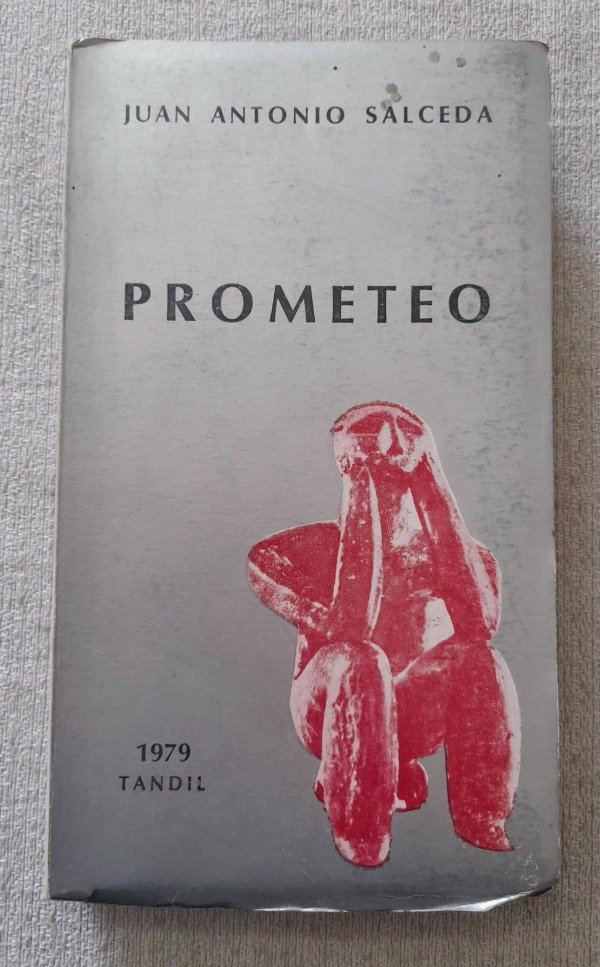 JUAN ANTONIO SALCEDA
PROMETEO
1979
TANDIL